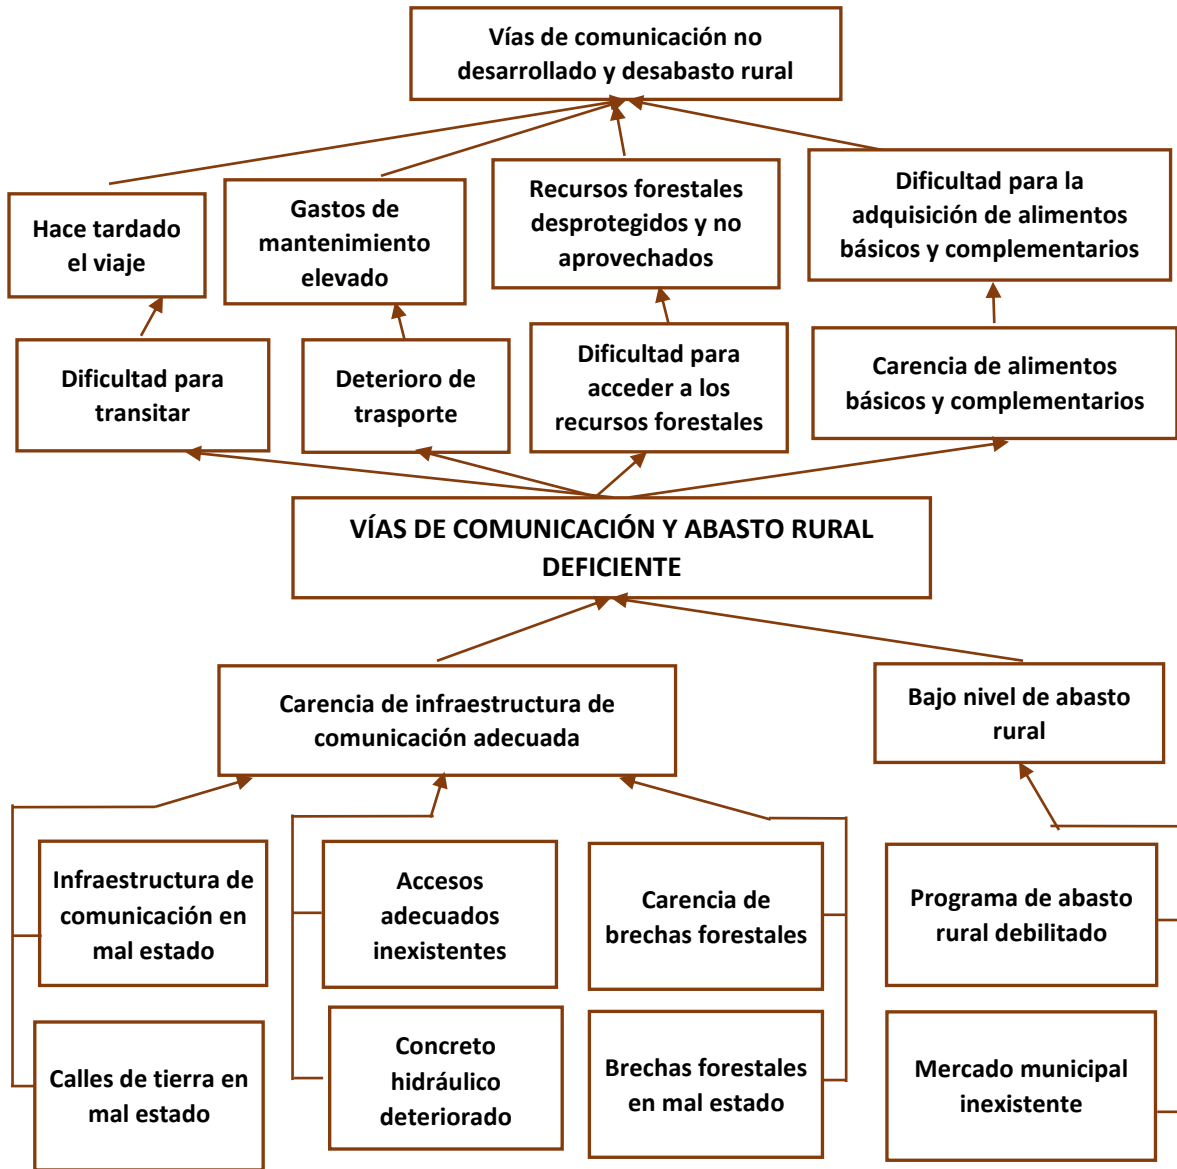 Vías de comunicación no
desarrollado y desabasto rural
Hace tardado
el viaje
Gastos de
mantenimiento
elevado
Recursos forestales
desprotegidos y no
aprovechados
Dificultad para la
adquisición de alimentos
básicos y complementarios
Dificultad para
transitar
Deterioro de
trasporte
Dificultad para
acceder a los
recursos forestales
Carencia de alimentos
básicos y complementarios
VÍAS DE COMUNICACIÓN Y ABASTO RURAL
DEFICIENTE
Carencia de infraestructura de
comunicación adecuada
Bajo nivel de abasto
rural
Infraestructura de
comunicación en
mal estado
Accesos
adecuados
inexistentes
Carencia de
brechas forestales
Programa de abasto
rural debilitado
Calles de tierra en
mal estado
Concreto
hidráulico
deteriorado
Brechas forestales
en mal estado
Mercado municipal
inexistente